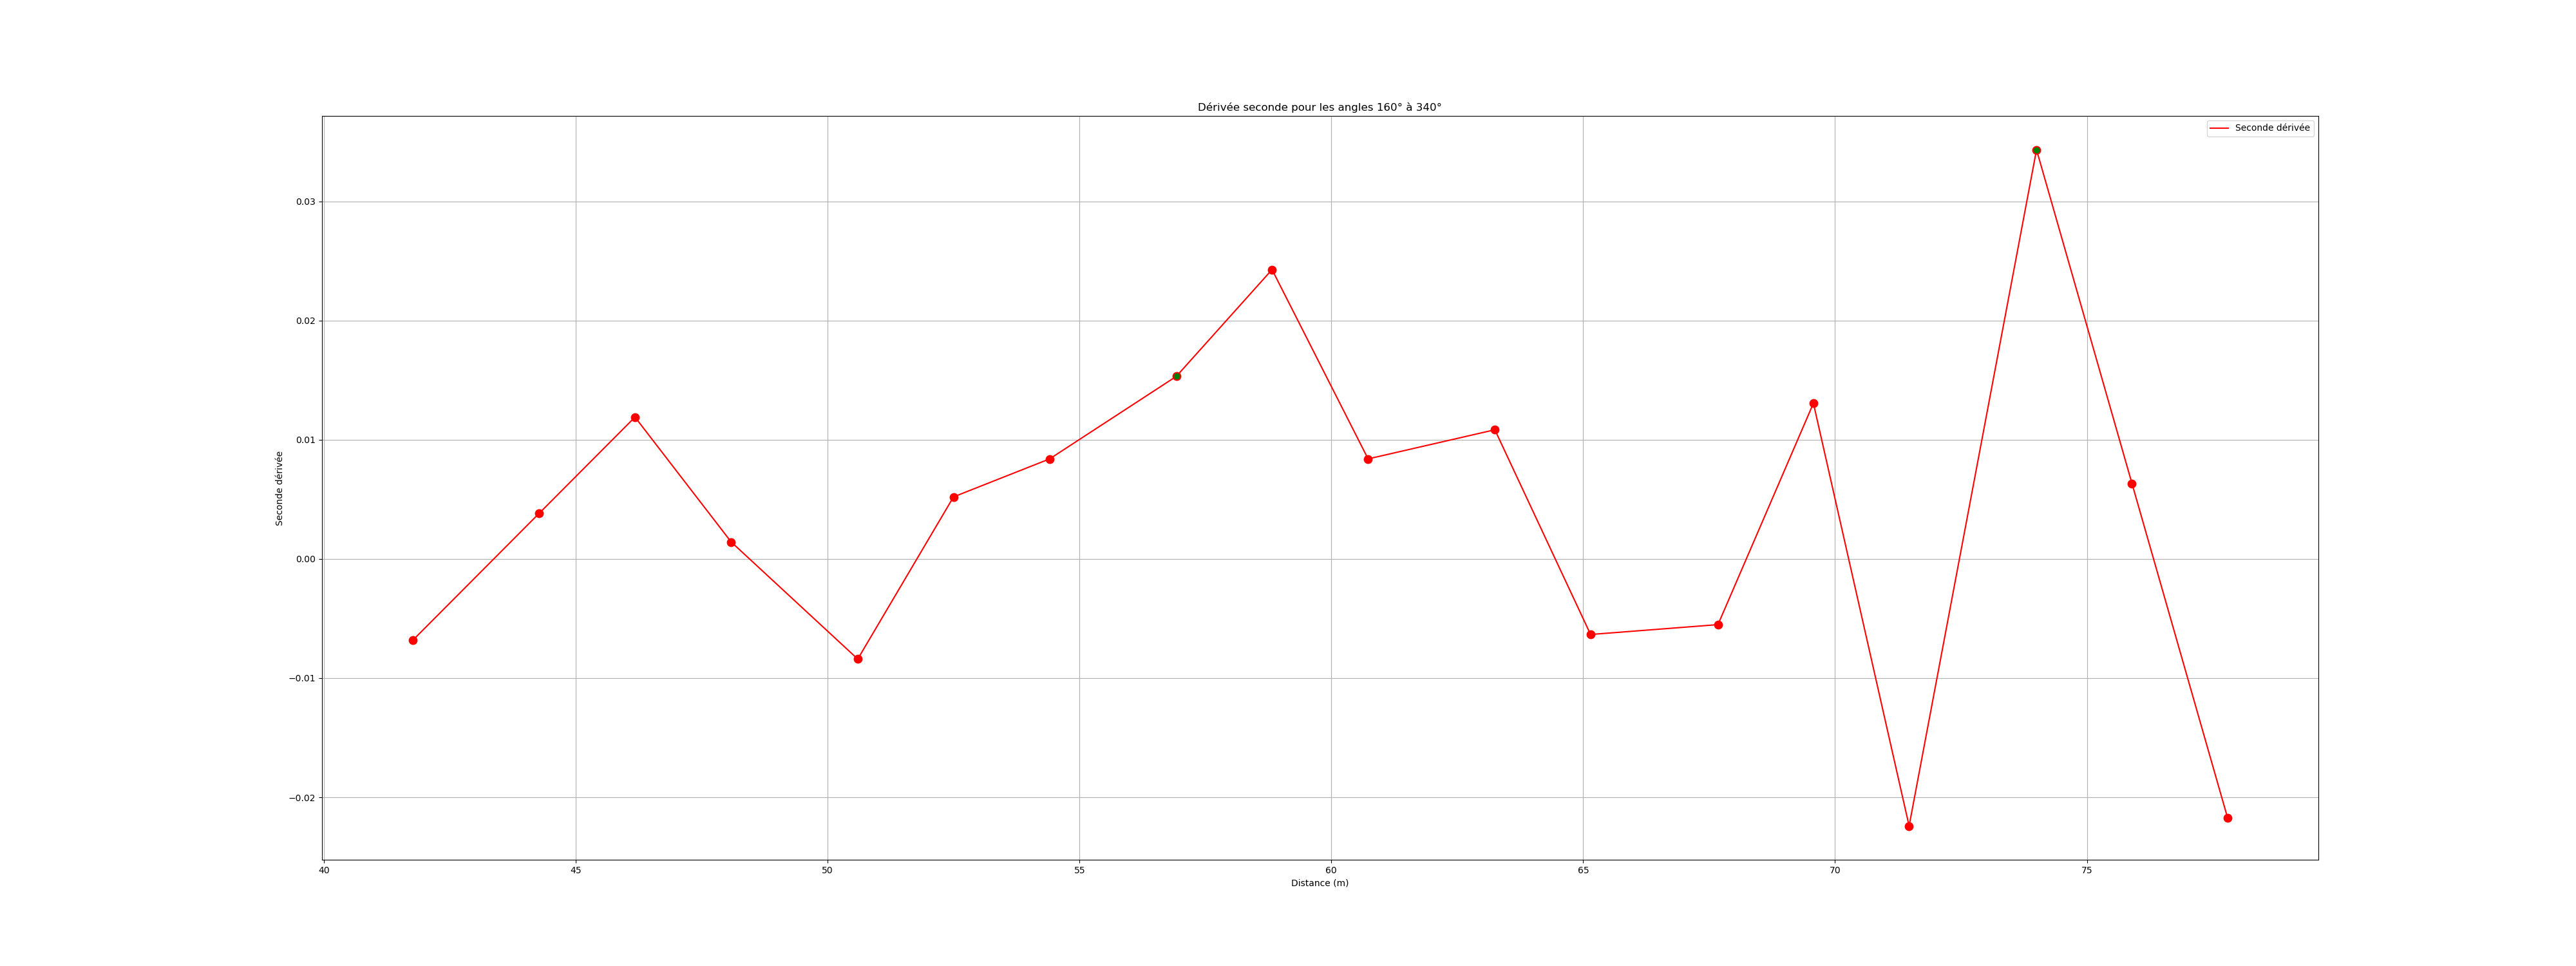 Dérivée seconde pour les angles 160° à 340°
Seconde dérivée
0.03
0.02
0.01
0.00
−0.01
−0.02
Seconde dérivée
40 45 50 55 60 65 70 75
Distance (m)